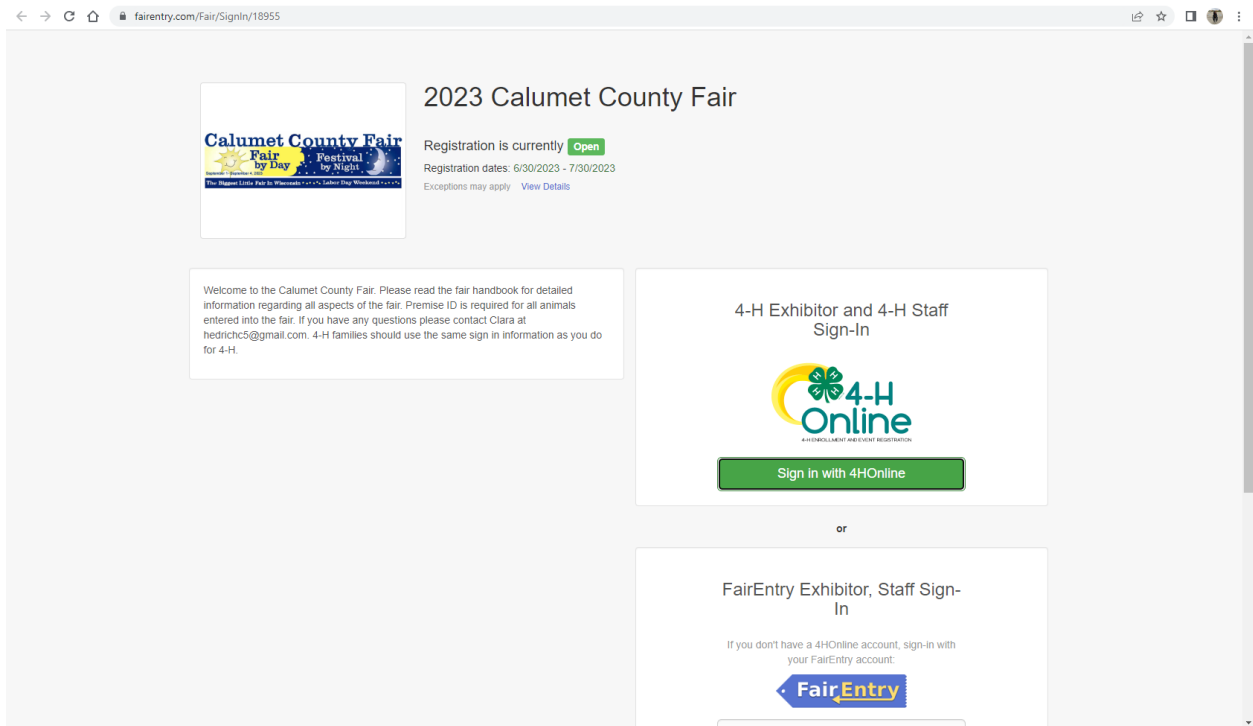 fairentry.com/Fair/SignIn/18955
2023 Calumet County Fair
Calumet County Fair
Fair
by Day
Festival
by Night
September 1 - September 4, 2023
The Biggest Little Fair in Wisconsin • • • • Labor Day Weekend • • • •
Registration is currently Open
Registration dates: 6/30/2023 - 7/30/2023
Exceptions may apply View Details
Welcome to the Calumet County Fair. Please read the fair handbook for detailed
information regarding all aspects of the fair. Premise ID is required for all animals
entered into the fair. If you have any questions please contact Clara at
hedrichc5@gmail.com. 4-H families should use the same sign in information as you do
for 4-H.
4-H Exhibitor and 4-H Staff
Sign-In
H H H H
4-H
Online
4-H ENROLLMENT AND EVENT REGISTRATION
Sign in with 4HOnline
or
FairEntry Exhibitor, Staff Sign-
In
If you don't have a 4HOnline account, sign-in with
your FairEntry account:
FairEntry